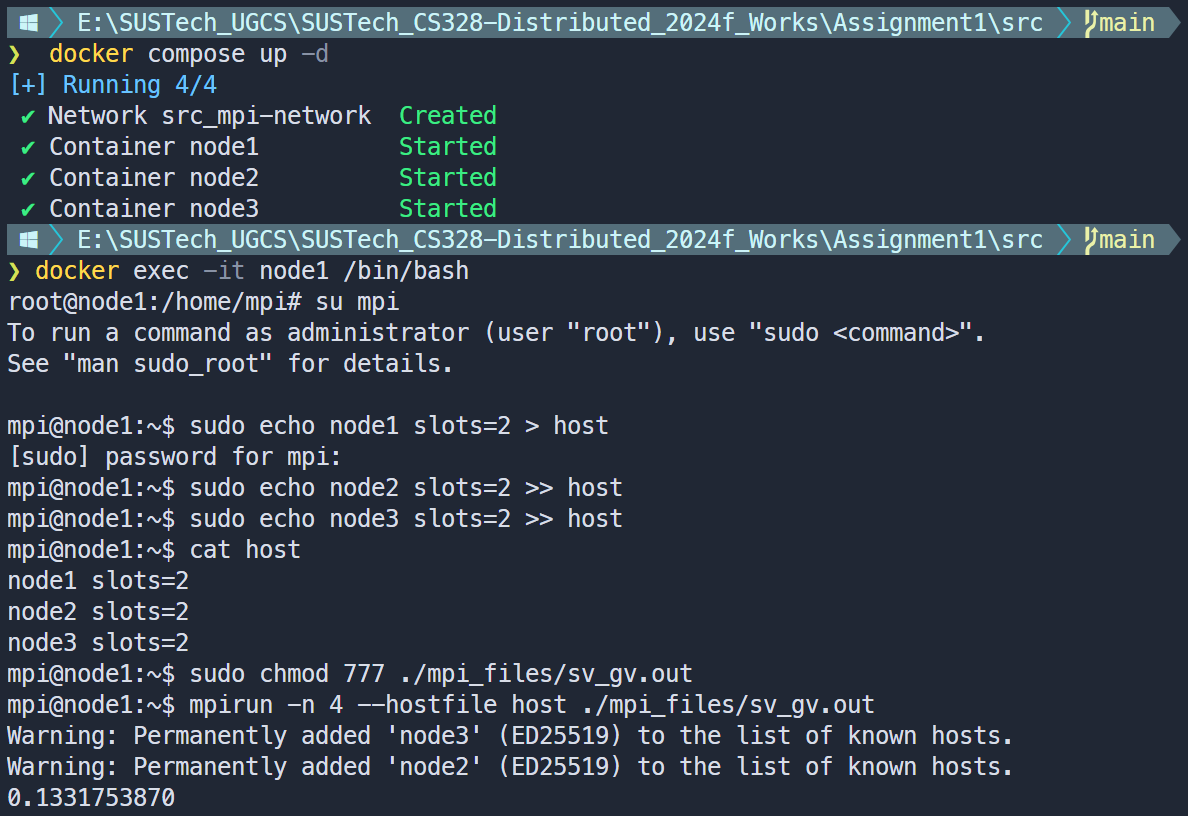 E:\SUSTech_UGCS\SUSTech_CS328-Distributed_2024f_Works\Assignment1\src main
❯ docker compose up -d
[+] Running 4/4
✔ Network src_mpi-network Created
✔ Container node1 Started
✔ Container node2 Started
✔ Container node3 Started
E:\SUSTech_UGCS\SUSTech_CS328-Distributed_2024f_Works\Assignment1\src main
❯ docker exec -it node1 /bin/bash
root@node1:/home/mpi# su mpi
To run a command as administrator (user "root"), use "sudo <command>".
See "man sudo_root" for details.
mpi@node1:~$ sudo echo node1 slots=2 > host
[sudo] password for mpi:
mpi@node1:~$ sudo echo node2 slots=2 >> host
mpi@node1:~$ sudo echo node3 slots=2 >> host
mpi@node1:~$ cat host
node1 slots=2
node2 slots=2
node3 slots=2
mpi@node1:~$ sudo chmod 777 ./mpi_files/sv_gv.out
mpi@node1:~$ mpirun -n 4 --hostfile host ./mpi_files/sv_gv.out
Warning: Permanently added 'node3' (ED25519) to the list of known hosts.
Warning: Permanently added 'node2' (ED25519) to the list of known hosts.
0.1331753870